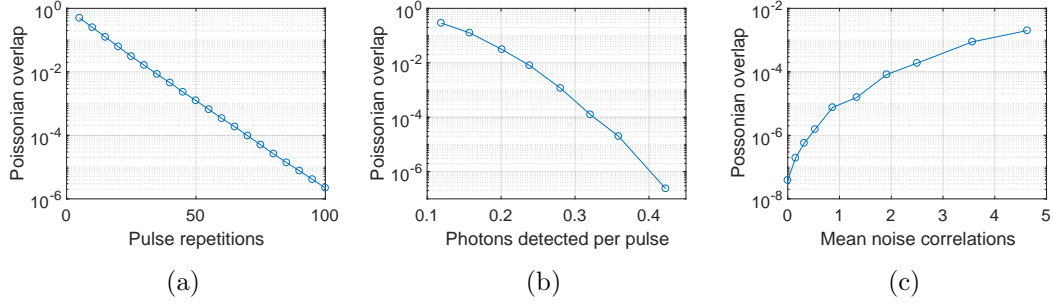 Poissonian overlap
10^0
10^-2
10^-4
10^-6
0
50
100
Pulse repetitions
(a)
Poissonian overlap
10^0
10^-2
10^-4
10^-6
0.1
0.2
0.3
0.4
Photons detected per pulse
(b)
Possonian overlap
10^-2
10^-4
10^-6
10^-8
0
1
2
3
4
5
Mean noise correlations
(c)